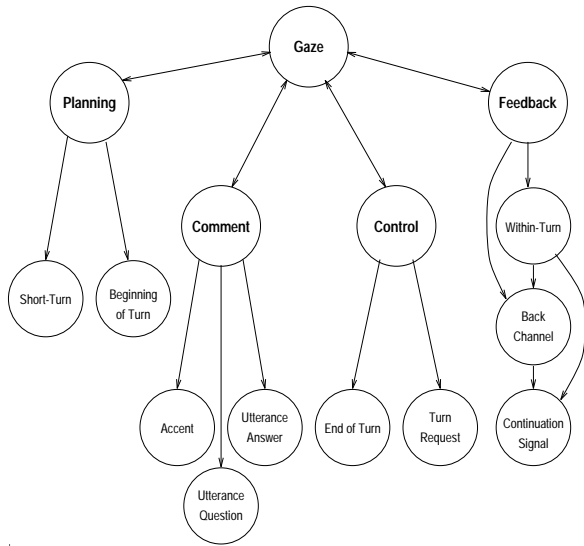 Gaze
Planning
Feedback
Comment
Control
Within-Turn
Short-Turn
Beginning
of Turn
Back
Channel
Accent
Utterance
Answer
End of Turn
Turn
Request
Continuation
Signal
Utterance
Question